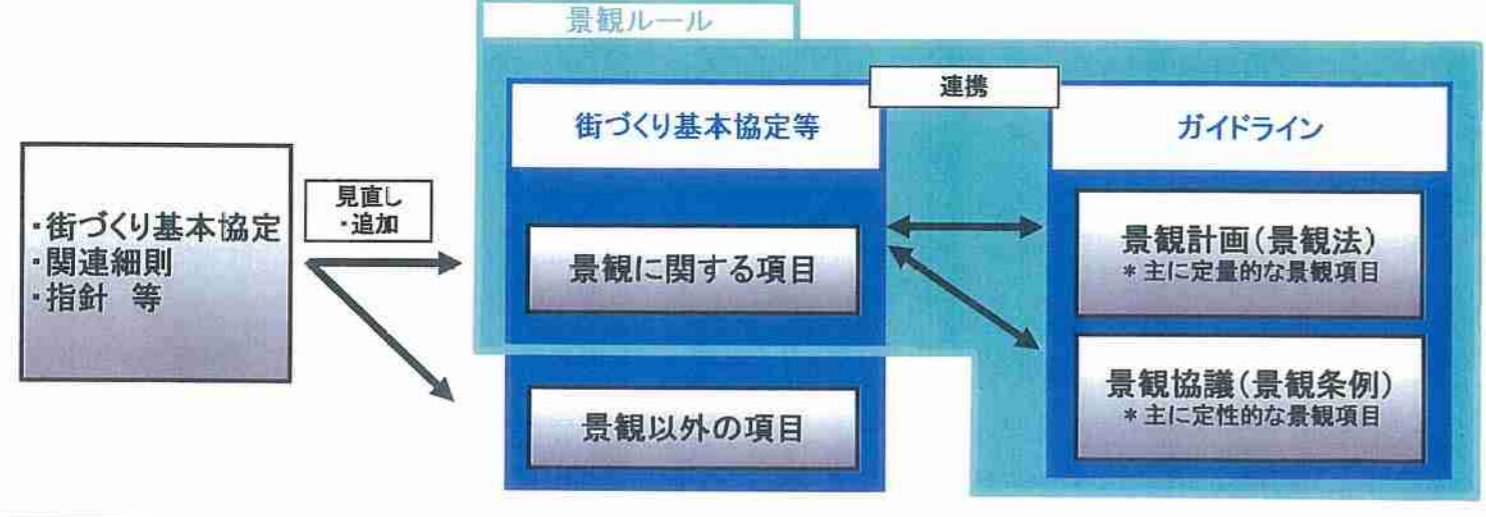 景観ルール
連携
街づくり基本協定等
ガイドライン
・街づくり基本協定
・関連細則
・指針　等
見直し
・追加
景観に関する項目
景観以外の項目
景観計画(景観法)
＊主に定量的な景観項目
景観協議(景観条例)
＊主に定性的な景観項目